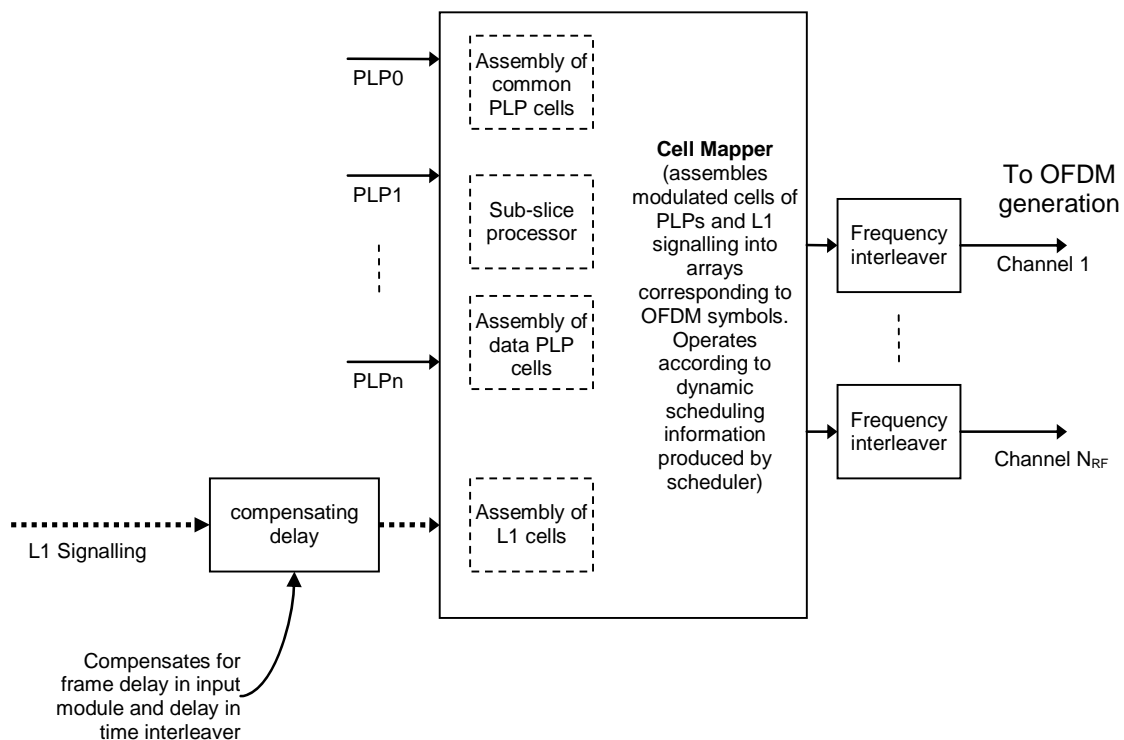 PLP0
PLP1
PLPn
Assembly of
common
PLP cells
Sub-slice
processor
Assembly of
data PLP
cells
Assembly of
L1 cells
Cell Mapper
(assembles
modulated cells of
PLPs and L1
signalling into
arrays
corresponding to
OFDM symbols.
Operates
according to
dynamic
scheduling
information
produced by
scheduler)
Frequency
interleaver
Frequency
interleaver
To OFDM
generation
Channel 1
Channel NRF
L1 Signalling
compensating
delay
Compensates for
frame delay in input
module and delay in
time interleaver